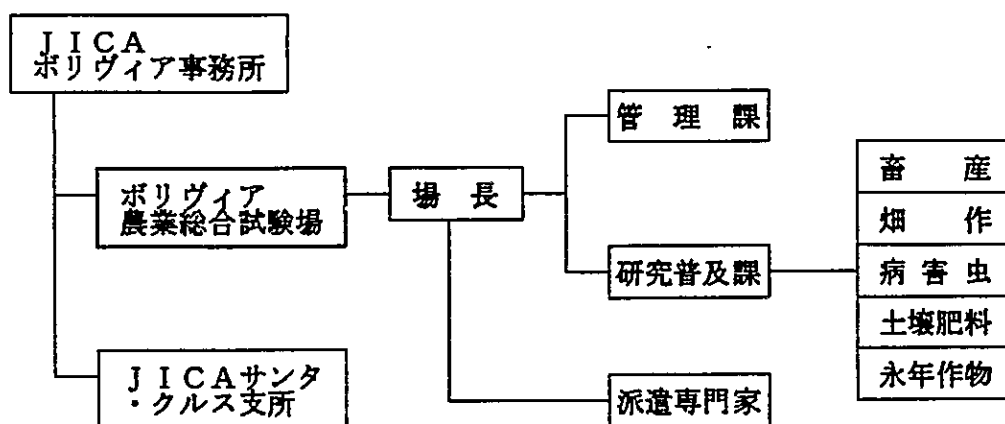 JICA
ボリヴィア事務所
ボリヴィア
農業総合試験場
JICAサンタ
・クルス支所
場長
管理課
研究普及課
派遣専門家
畜産
畑作
病害虫
土壌肥料
永年作物